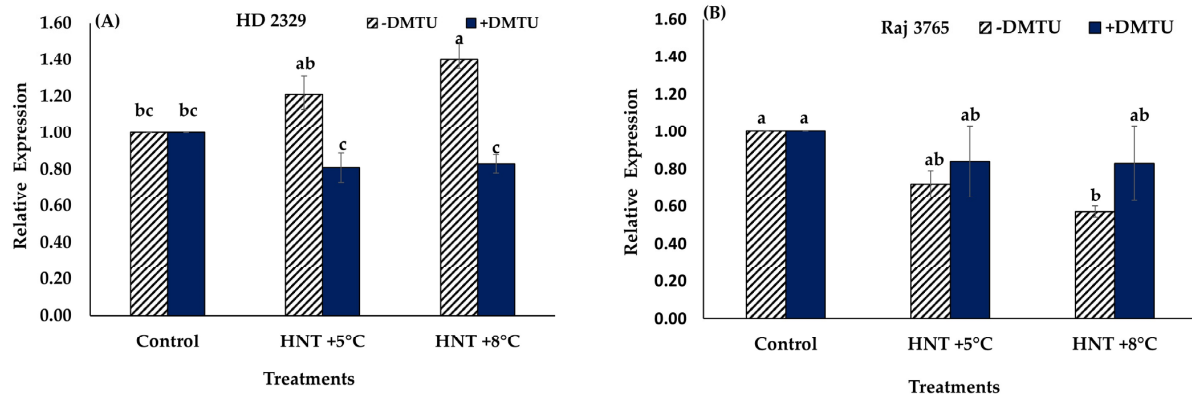 (A)
HD 2329
-DMTU +DMTU
Relative Expression
1.60
1.40
1.20
1.00
0.80
0.60
0.40
0.20
0.00
bc bc
ab
c
a
c
Control HNT +5°C HNT +8°C
Treatments
(B)
Raj 3765
-DMTU +DMTU
Relative Expression
1.60
1.40
1.20
1.00
0.80
0.60
0.40
0.20
0.00
a a
ab
ab
b
ab
Control HNT +5°C HNT +8°C
Treatments